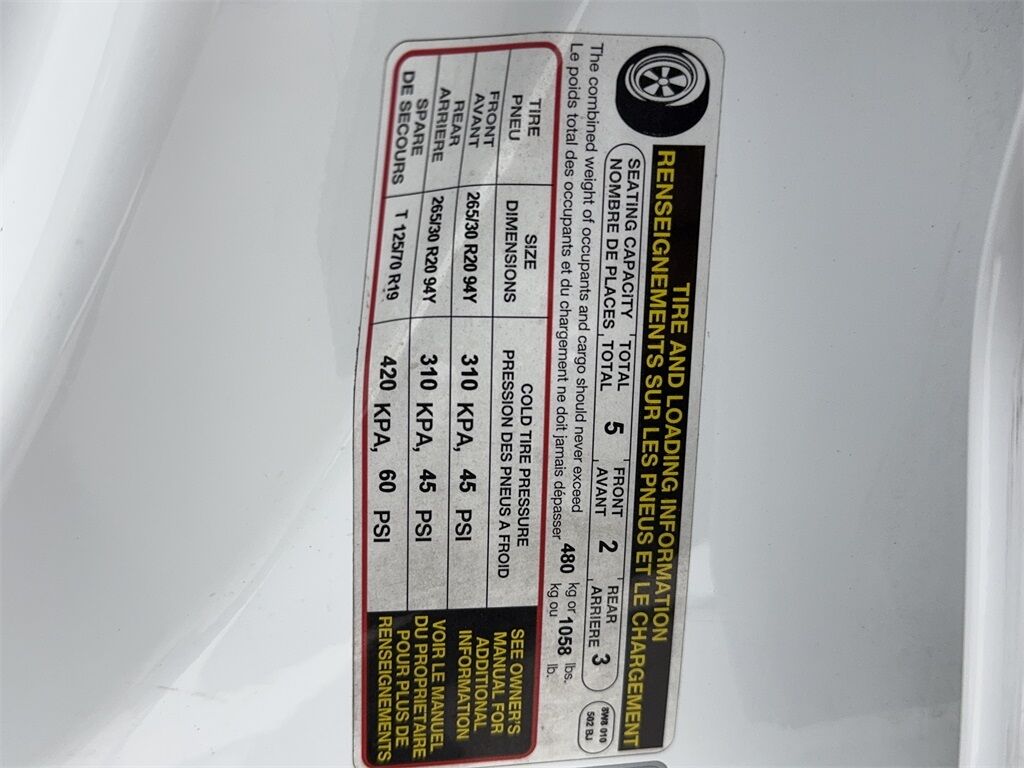 TIRE AND LOADING INFORMATION
RENSEIGNEMENTS SUR LES PNEUS ET LE CHARGEMENT
SEATING CAPACITY TOTAL 5 FRONT 2 REAR 3
NOMBRE DE PLACES TOTAL AVANT ARRIERE
8W8 010
502 BJ
The combined weight of occupants and cargo should never exceed 480 kg or 1058 lbs.
Le poids total des occupants et du chargement ne doit jamais dépasser kg ou lb.
TIRE SIZE COLD TIRE PRESSURE
PNEU DIMENSIONS PRESSION DES PNEUS A FROID
FRONT
AVANT 265/30 R20 94Y 310 KPA, 45 PSI
REAR
ARRIERE 265/30 R20 94Y 310 KPA, 45 PSI
SPARE
DE SECOURS T 125/70 R19 420 KPA, 60 PSI
SEE OWNER'S
MANUAL FOR
ADDITIONAL
INFORMATION
VOIR LE MANUEL
DU PROPRIETAIRE
POUR PLUS DE
RENSEIGNEMENTS